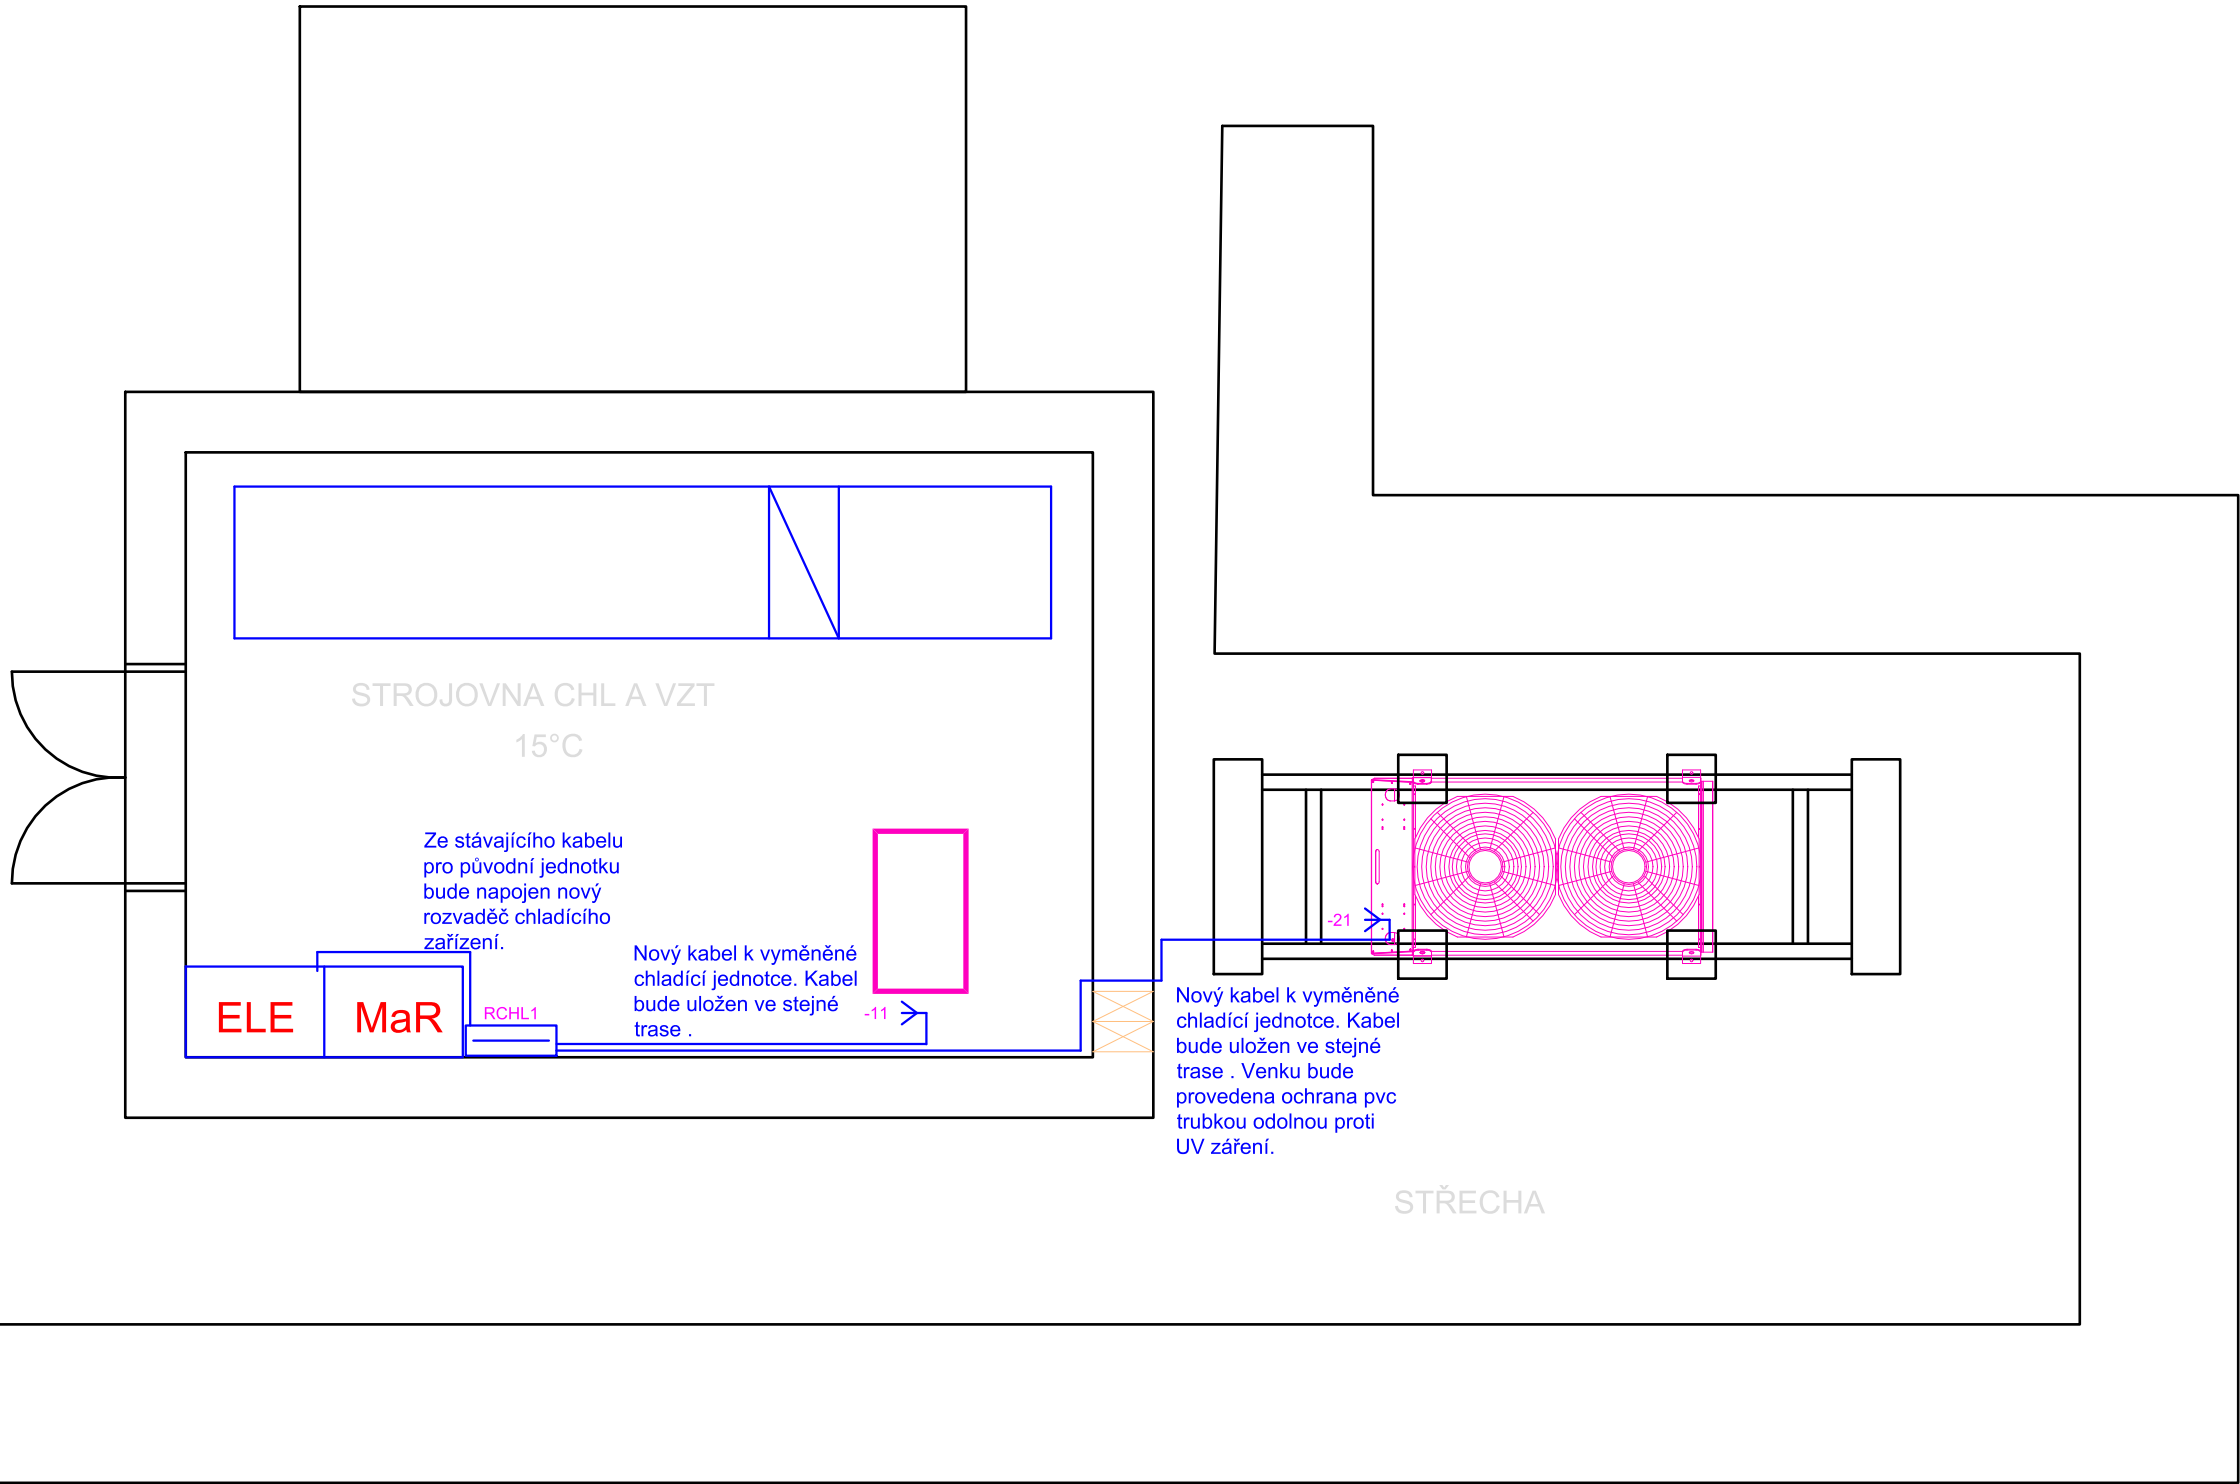 STROJOVNA CHL A VZT
15°C
Ze stávajícího kabelu
pro původní jednotku
bude napojen nový
rozvaděč chladícího
zařízení.
Nový kabel k vyměněné
chladící jednotce. Kabel
bude uložen ve stejné
trase .
ELE
MaR
RCHL1
-11
-21
Nový kabel k vyměněné
chladící jednotce. Kabel
bude uložen ve stejné
trase . Venku bude
provedena ochrana pvc
trubkou odolnou proti
UV záření.
STŘECHA